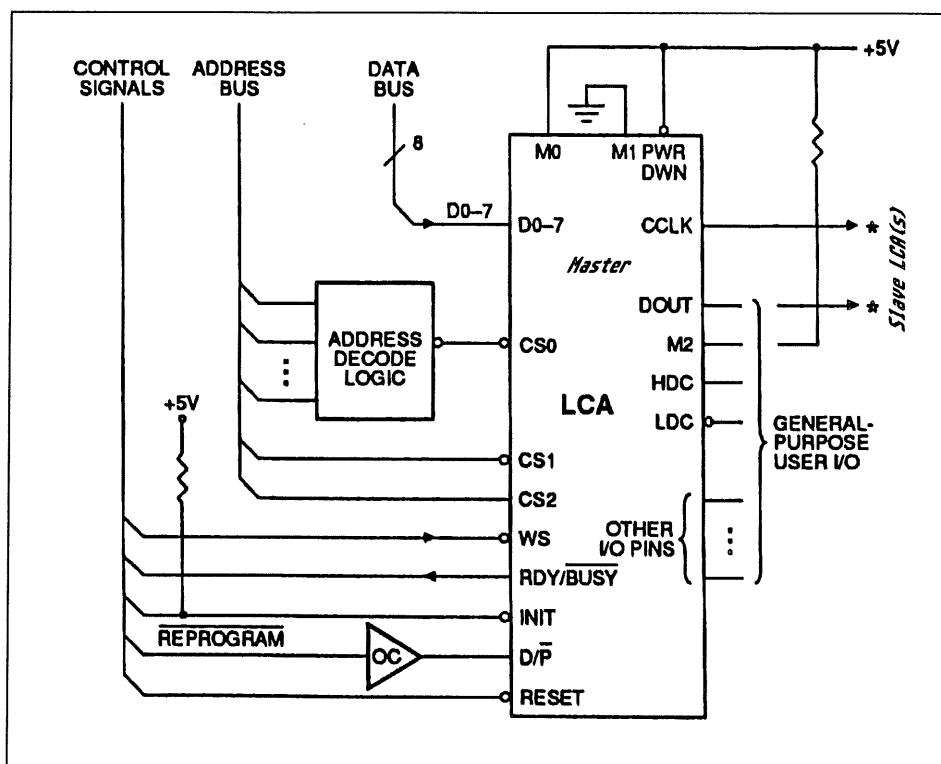 +5V
CONTROL
SIGNALS
ADDRESS
BUS
DATA
BUS
8
M0
M1
PWR
DWN
D0–7
D0–7
CCLK
*
Slave LCA(s)
Master
DOUT
*
ADDRESS
DECODE
LOGIC
CS0
M2
HDC
LCA
LDC
GENERAL-
PURPOSE
USER I/O
+5V
CS1
CS2
OTHER
I/O PINS
WS
RDY/BUSY
INIT
REPROGRAM
OC
D/P
RESET